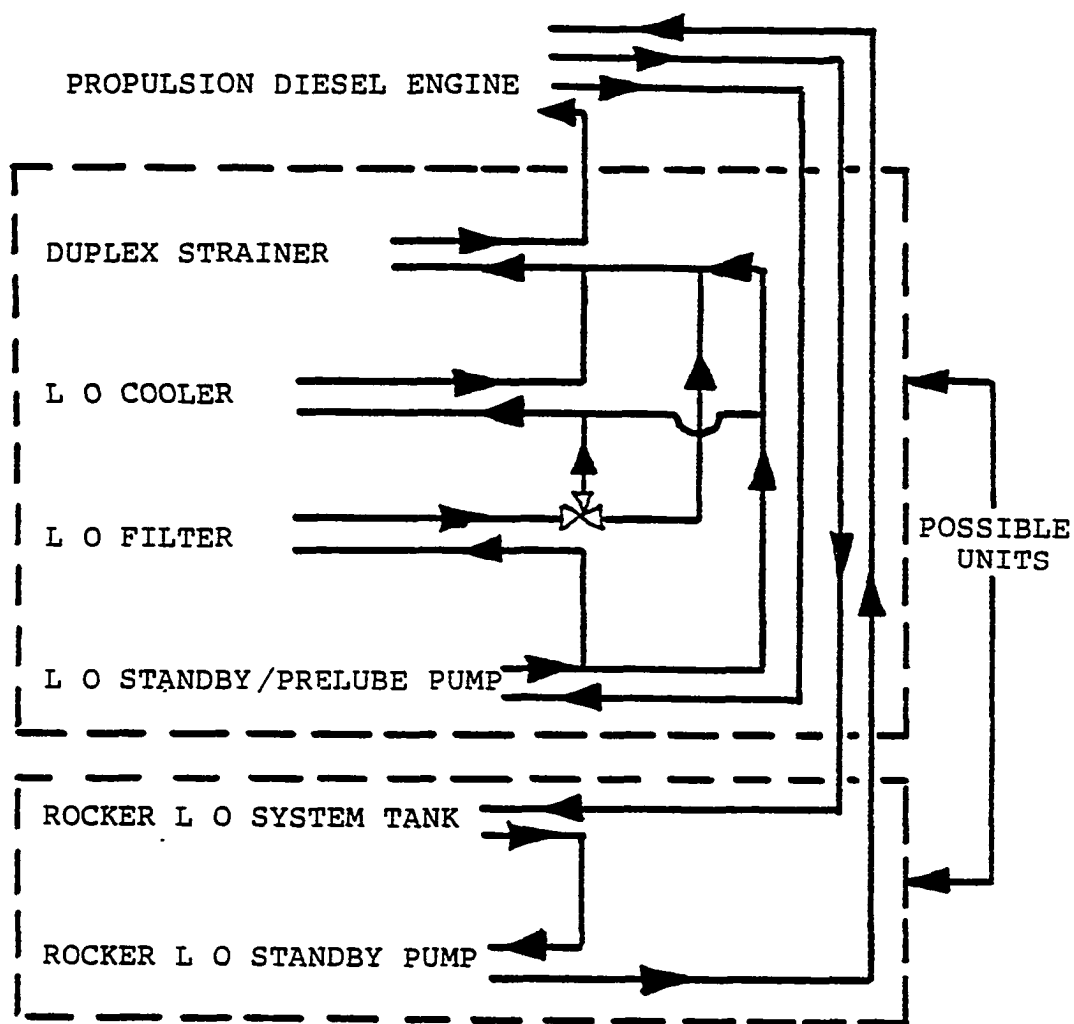 PROPULSION DIESEL ENGINE
DUPLEX STRAINER
L O COOLER
L O FILTER
POSSIBLE
UNITS
L O STANDBY/PRELUBE PUMP
ROCKER L O SYSTEM TANK
ROCKER L O STANDBY PUMP